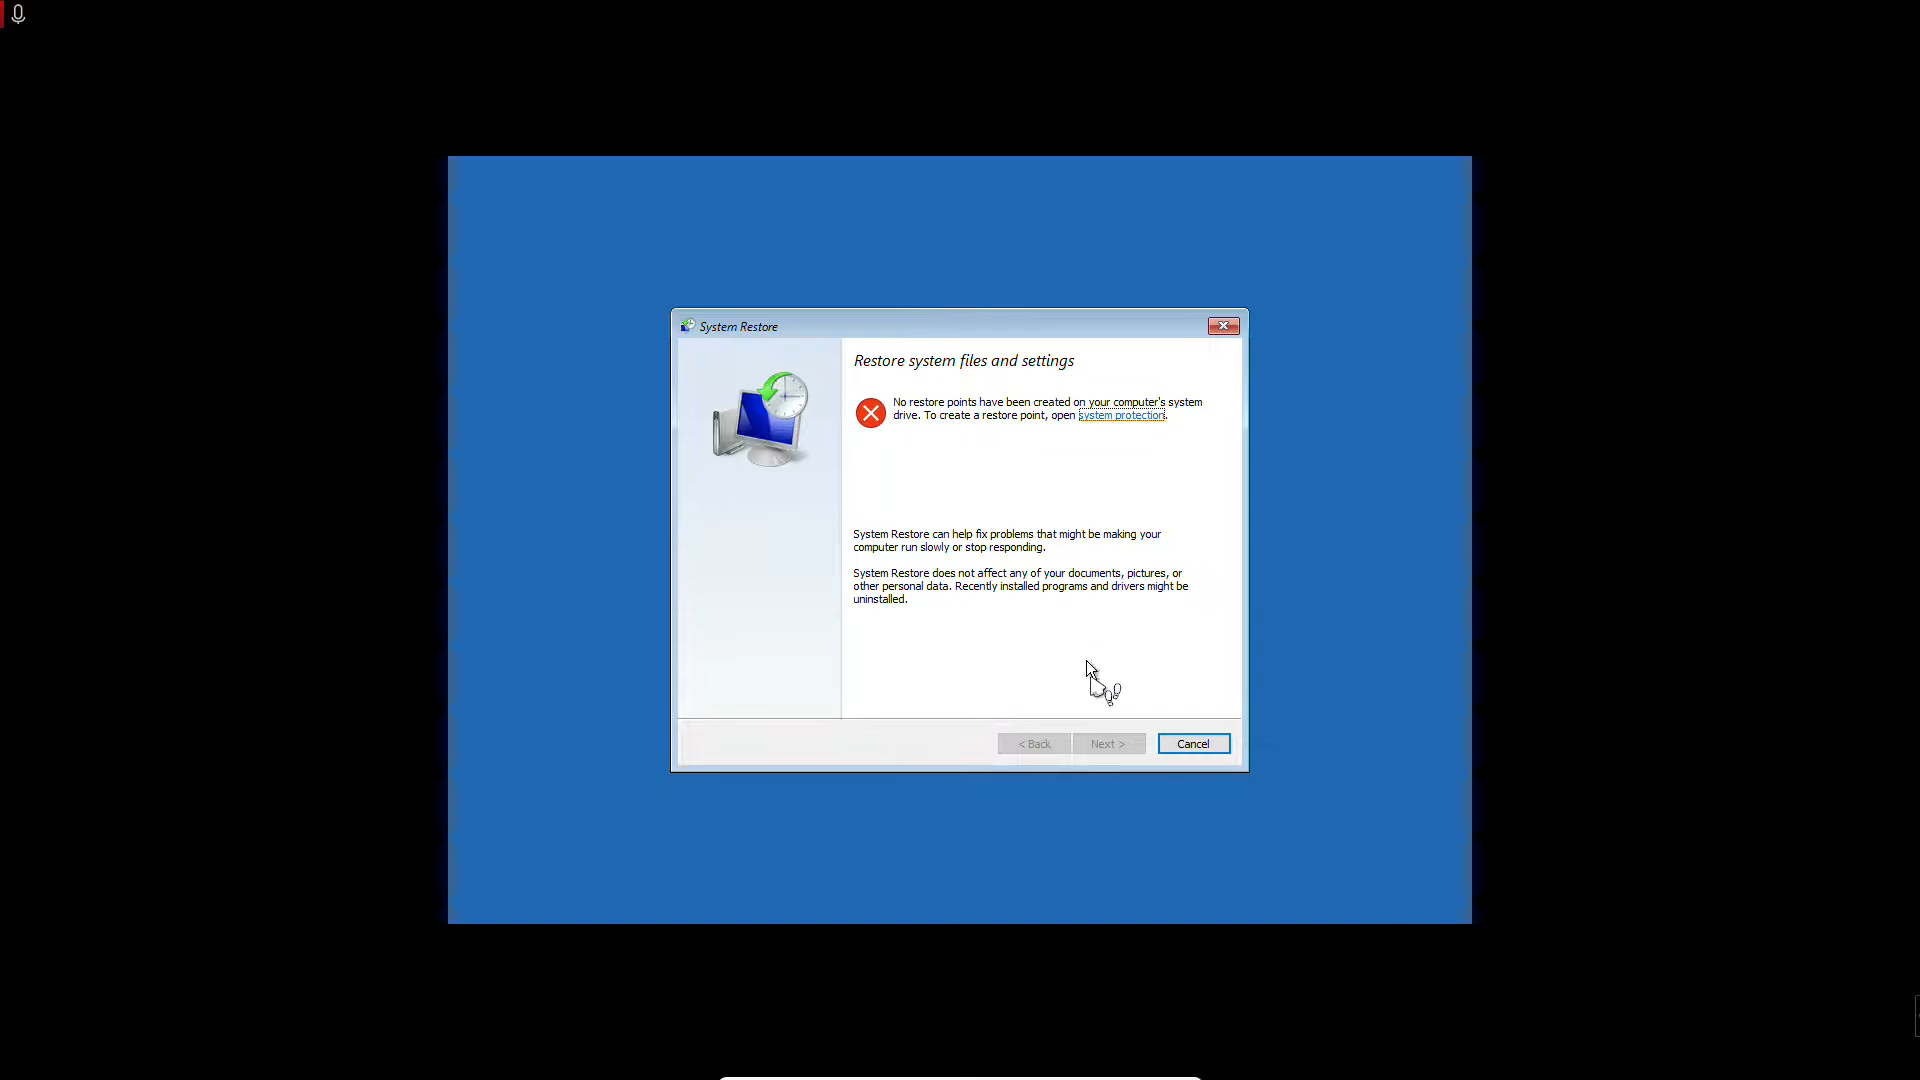 System Restore
Restore system files and settings
No restore points have been created on your computer's system
drive. To create a restore point, open system protection.
System Restore can help fix problems that might be making your
computer run slowly or stop responding.
System Restore does not affect any of your documents, pictures, or
other personal data. Recently installed programs and drivers might be
uninstalled.
< Back Next > Cancel